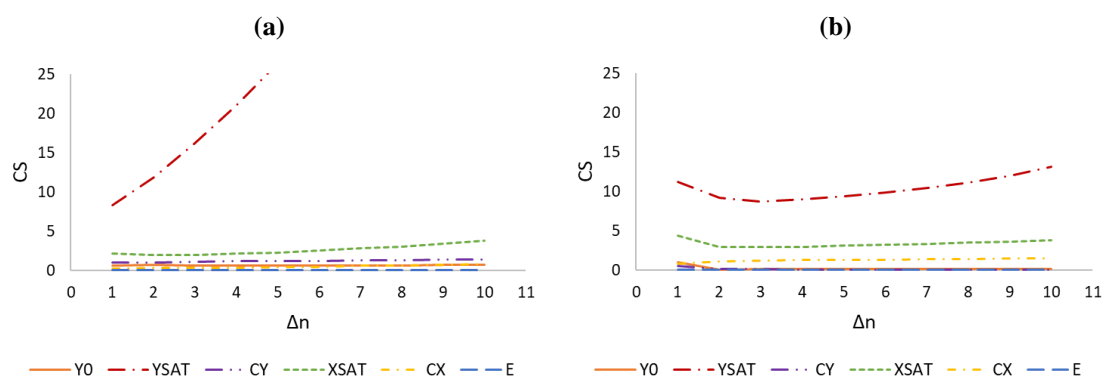 (a) (b)
25 25
20 20
15 15
10 10
5 5
0 0
CS CS
0 1 2 3 4 5 6 7 8 9 10 11 0 1 2 3 4 5 6 7 8 9 10 11
Δn Δn
Y0 YSAT CY XSAT CX E Y0 YSAT CY XSAT CX E